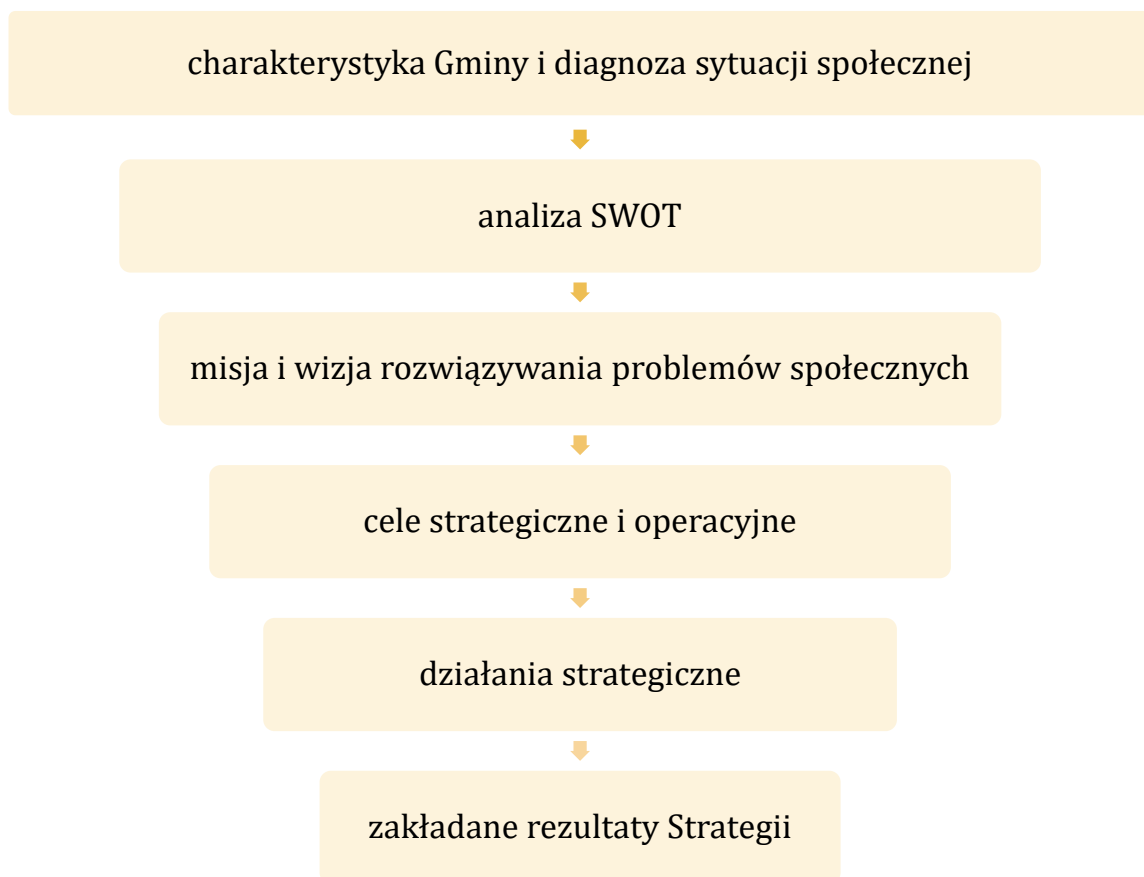 charakterystyka Gminy i diagnoza sytuacji społecznej
analiza SWOT
misja i wizja rozwiązywania problemów społecznych
cele strategiczne i operacyjne
działania strategiczne
zakładane rezultaty Strategii